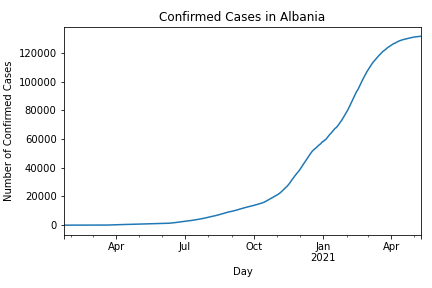 Confirmed Cases in Albania
Number of Confirmed Cases
120000
100000
80000
60000
40000
20000
0
Apr Jul Oct Jan Apr
2021
Day